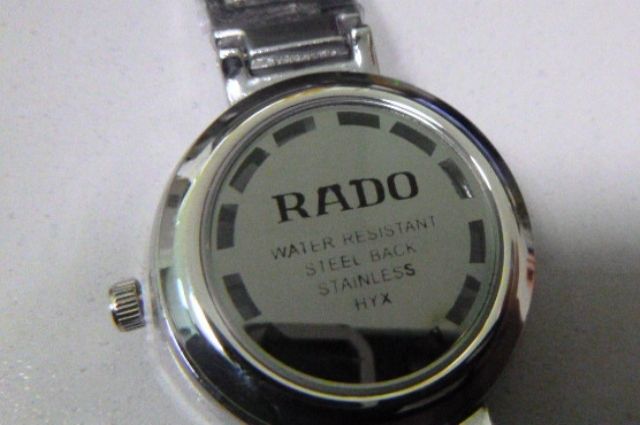 RADO
WATER RESISTANT
STEEL BACK
STAINLESS
HYX